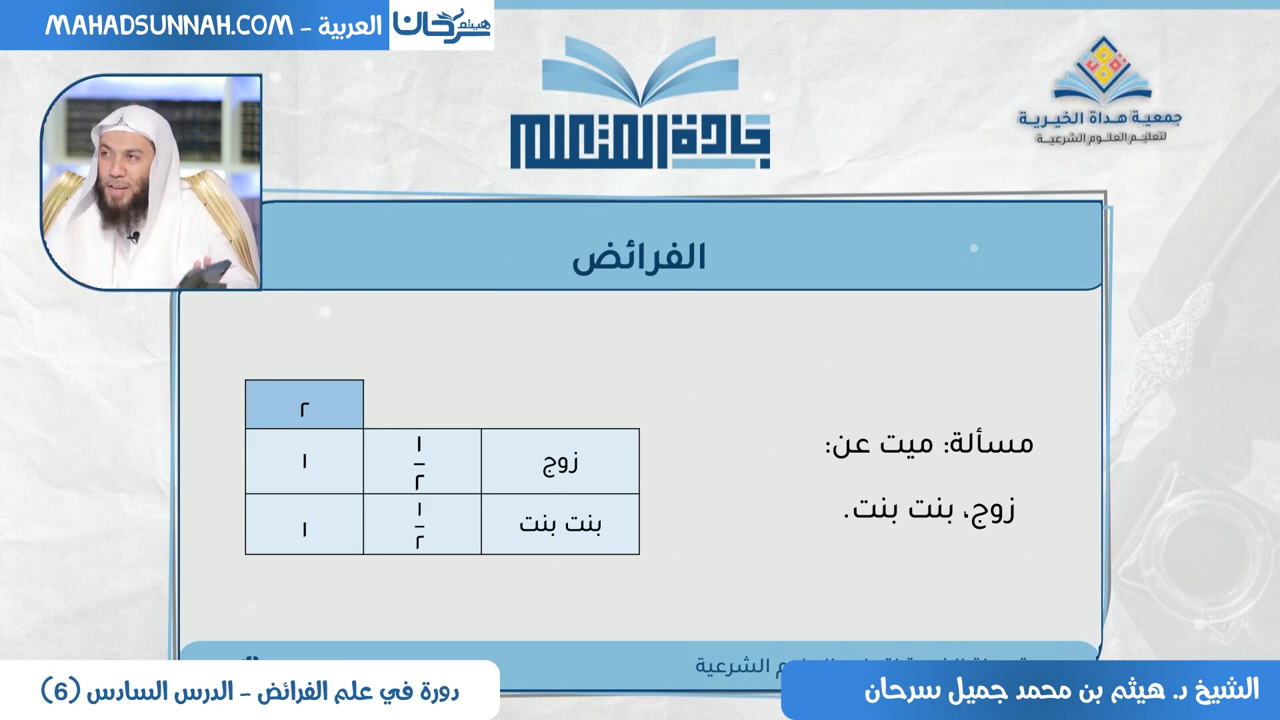 MAHADSUNNAH.COM - العربية
هيثم سرحان
جادة المتعلم
جمعية هداة الخيرية
لتعليم العلوم الشرعية
الفرائض
مسألة: ميت عن:
زوج، بنت بنت.
٢
زوج ١/٢ ١
بنت بنت ١/٢ ١
الشرعية
الشيخ د. هيثم بن محمد جميل سرحان
دورة في علم الفرائض - الدرس السادس (6)